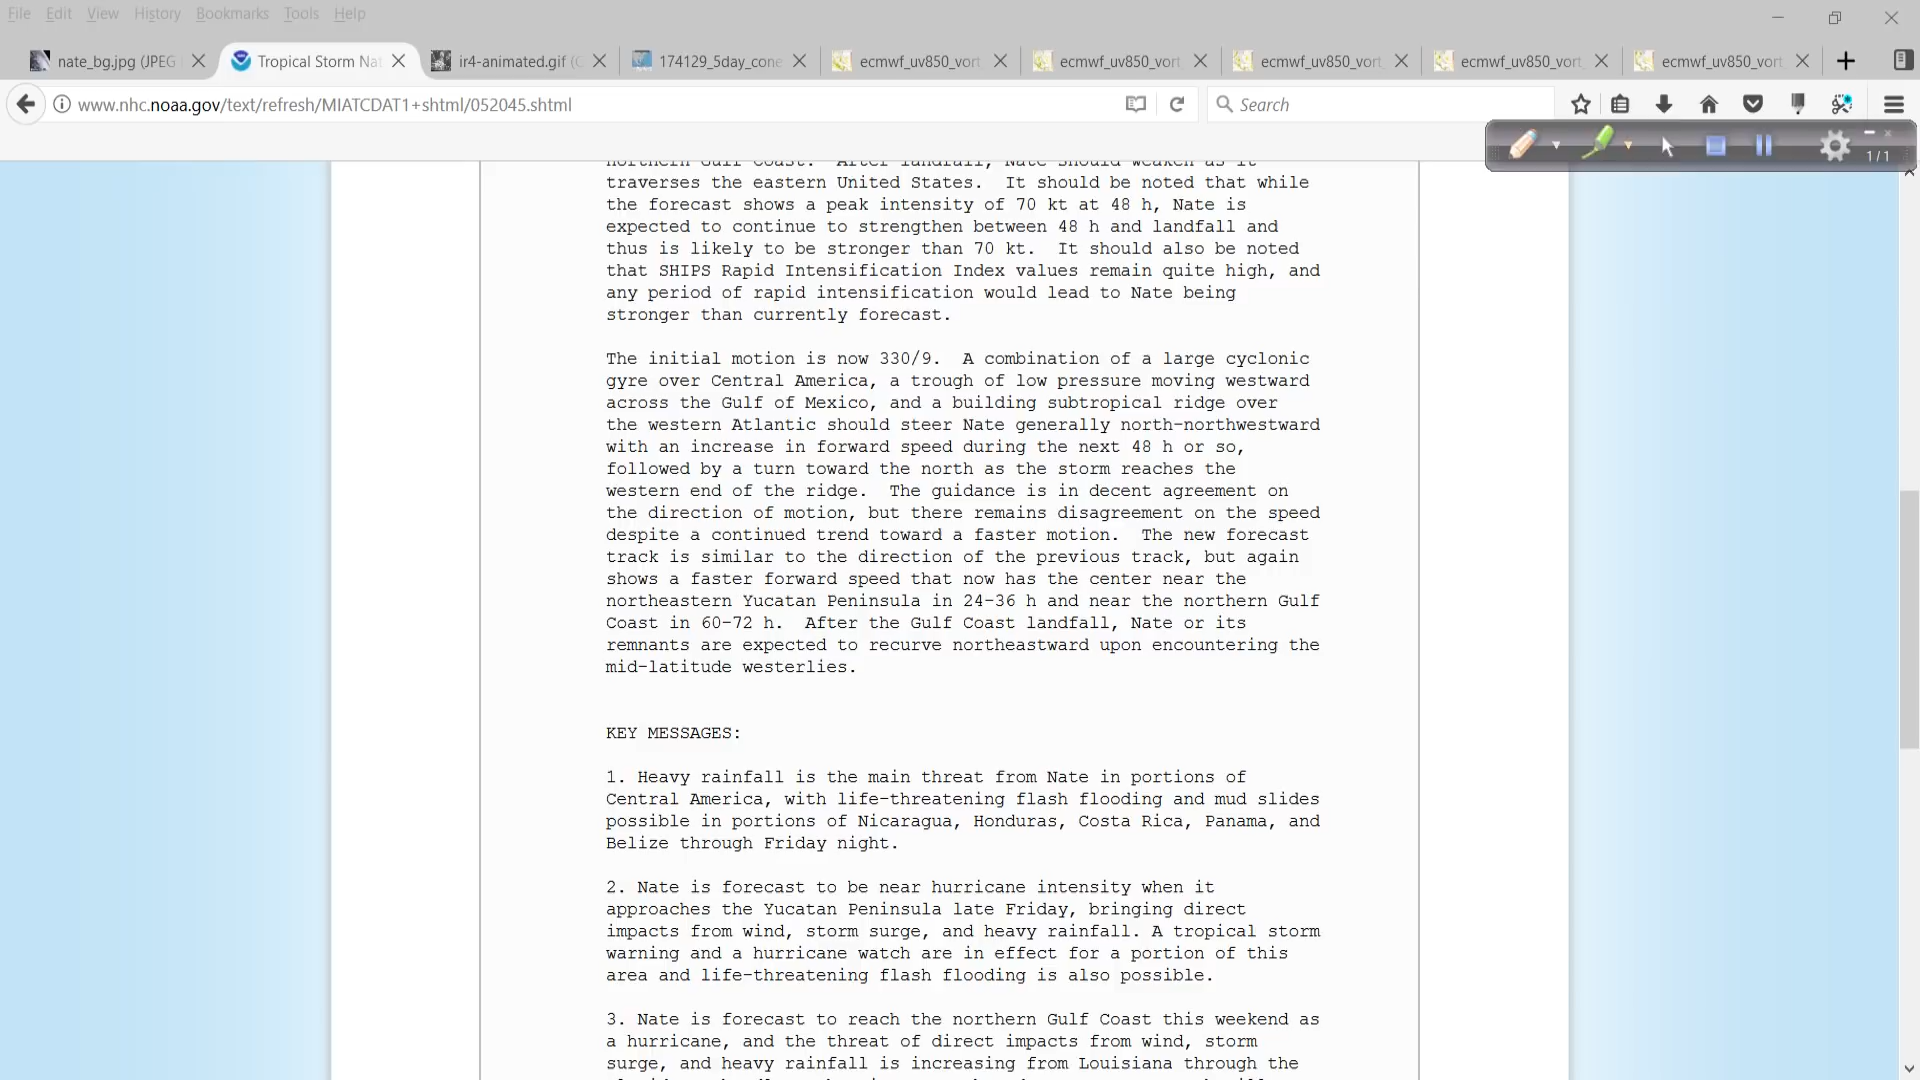 File Edit View History Bookmarks Tools Help
nate_bg.jpg (JPEG
Tropical Storm Na
ir4-animated.gif (
174129_5day_cone
ecmwf_uv850_vort
ecmwf_uv850_vort
ecmwf_uv850_vort
ecmwf_uv850_vort
ecmwf_uv850_vort
www.nhc.noaa.gov/text/refresh/MIATCDAT1+shtml/052045.shtml
Search
1/1
northern Gulf Coast. After landfall, Nate should weaken as it
traverses the eastern United States. It should be noted that while
the forecast shows a peak intensity of 70 kt at 48 h, Nate is
expected to continue to strengthen between 48 h and landfall and
thus is likely to be stronger than 70 kt. It should also be noted
that SHIPS Rapid Intensification Index values remain quite high, and
any period of rapid intensification would lead to Nate being
stronger than currently forecast.
The initial motion is now 330/9. A combination of a large cyclonic
gyre over Central America, a trough of low pressure moving westward
across the Gulf of Mexico, and a building subtropical ridge over
the western Atlantic should steer Nate generally north-northwestward
with an increase in forward speed during the next 48 h or so,
followed by a turn toward the north as the storm reaches the
western end of the ridge. The guidance is in decent agreement on
the direction of motion, but there remains disagreement on the speed
despite a continued trend toward a faster motion. The new forecast
track is similar to the direction of the previous track, but again
shows a faster forward speed that now has the center near the
northeastern Yucatan Peninsula in 24-36 h and near the northern Gulf
Coast in 60-72 h. After the Gulf Coast landfall, Nate or its
remnants are expected to recurve northeastward upon encountering the
mid-latitude westerlies.
KEY MESSAGES:
1. Heavy rainfall is the main threat from Nate in portions of
Central America, with life-threatening flash flooding and mud slides
possible in portions of Nicaragua, Honduras, Costa Rica, Panama, and
Belize through Friday night.
2. Nate is forecast to be near hurricane intensity when it
approaches the Yucatan Peninsula late Friday, bringing direct
impacts from wind, storm surge, and heavy rainfall. A tropical storm
warning and a hurricane watch are in effect for a portion of this
area and life-threatening flash flooding is also possible.
3. Nate is forecast to reach the northern Gulf Coast this weekend as
a hurricane, and the threat of direct impacts from wind, storm
surge, and heavy rainfall is increasing from Louisiana through the